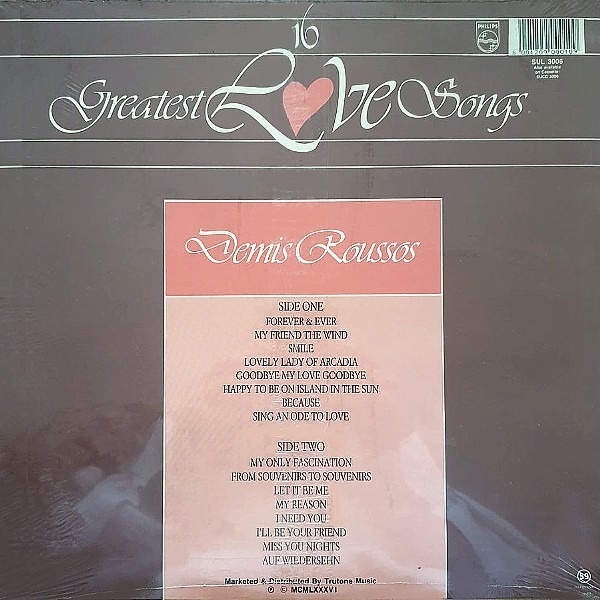 16
Greatest Love Songs
PHILIPS
SUL 3006
Also available
on Cassette
Demis Roussos
SIDE ONE
FOREVER & EVER
MY FRIEND THE WIND
SMILE
LOVELY LADY OF ARCADIA
GOODBYE MY LOVE GOODBYE
HAPPY TO BE ON ISLAND IN THE SUN
BECAUSE
SING AN ODE TO LOVE
SIDE TWO
MY ONLY FASCINATION
FROM SOUVENIRS TO SOUVENIRS
LET IT BE ME
MY REASON
I NEED YOU
I'LL BE YOUR FRIEND
MISS YOU NIGHTS
AUF WIEDERSEHN
Marketed & Distributed By Trutone Music
℗ © MCMLXXXVI
59